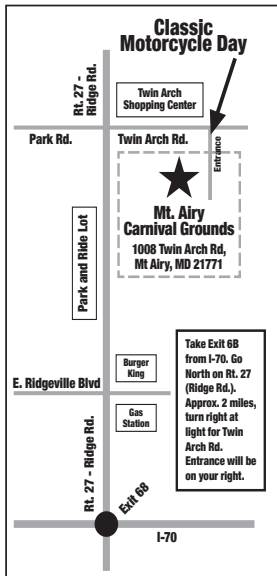 Classic
Motorcycle Day
Rt. 27 -
Ridge Rd.
Twin Arch
Shopping Center
Park Rd.
Twin Arch Rd.
Entrance
Mt. Airy
Carnival Grounds
1008 Twin Arch Rd,
Mt Airy, MD 21771
Park and Ride Lot
Burger
King
E. Ridgeville Blvd
Gas
Station
Take Exit 6B
from I-70. Go
North on Rt. 27
(Ridge Rd.).
Approx. 2 miles,
turn right at
light for Twin
Arch Rd.
Entrance will be
on your right.
Rt. 27 - Ridge Rd.
Exit 68
I-70